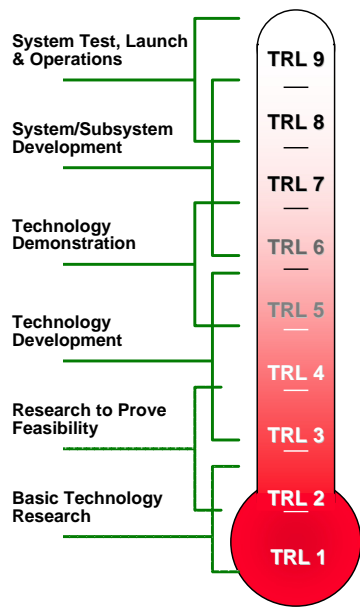 System Test, Launch
& Operations
System/Subsystem
Development
Technology
Demonstration
Technology
Development
Research to Prove
Feasibility
Basic Technology
Research
TRL 9
TRL 8
TRL 7
TRL 6
TRL 5
TRL 4
TRL 3
TRL 2
TRL 1